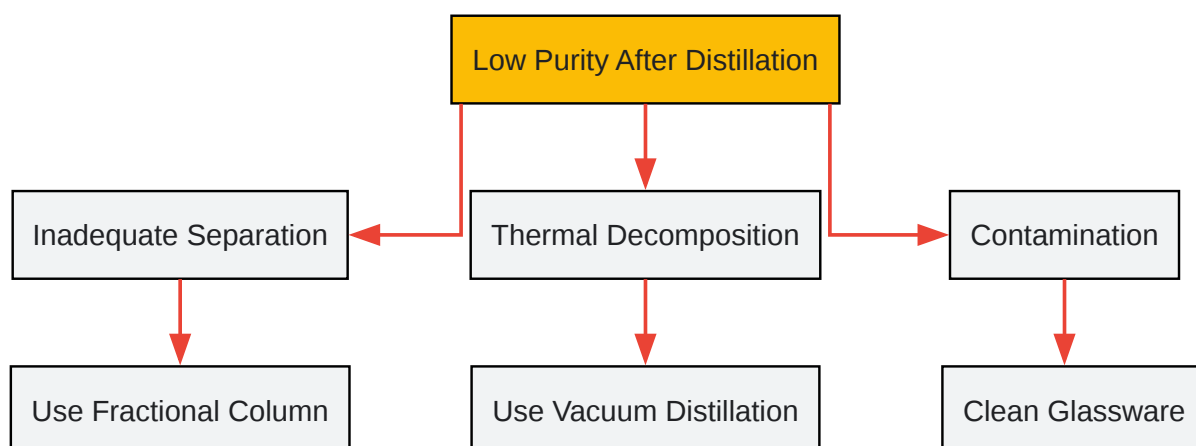 Low Purity After Distillation
Inadequate Separation
Thermal Decomposition
Contamination
Use Fractional Column
Use Vacuum Distillation
Clean Glassware